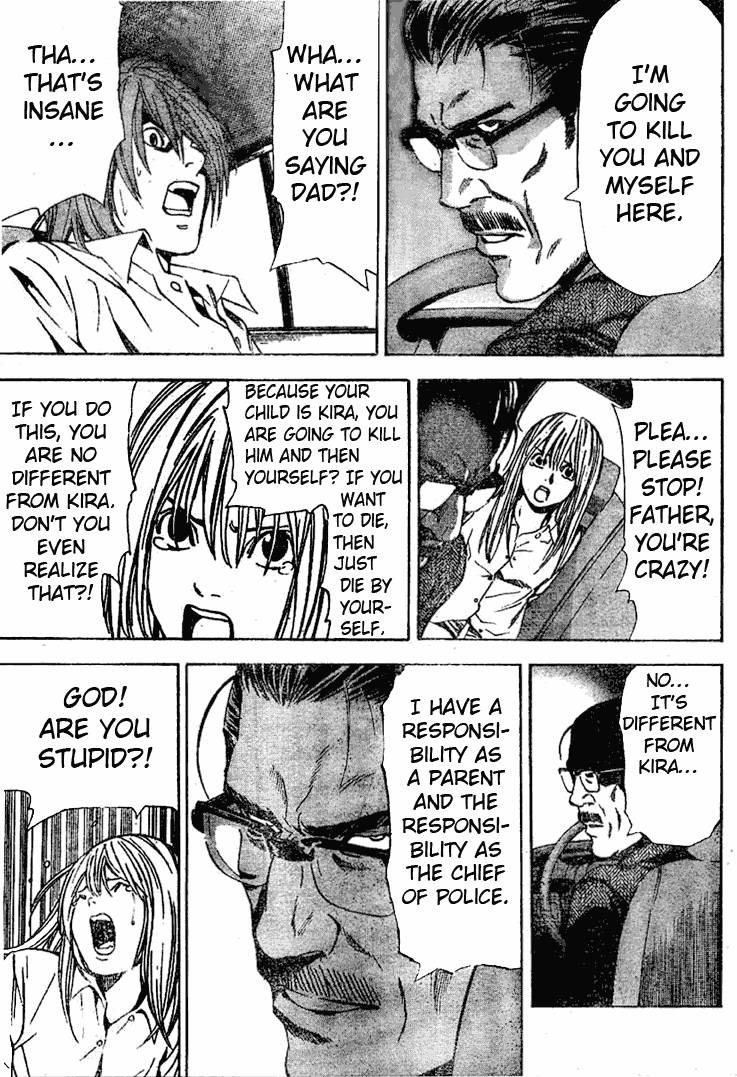 I'M
GOING
TO KILL
YOU AND
MYSELF
HERE.
WHA...
WHAT
ARE
YOU
SAYING
DAD?!
THA...
THAT'S
INSANE
...
PLEA...
PLEASE
STOP!
FATHER,
YOU'RE
CRAZY!
BECAUSE YOUR
CHILD IS KIRA, YOU
ARE GOING TO KILL
HIM AND THEN
YOURSELF? IF YOU
WANT
TO DIE,
THEN
JUST
DIE BY
YOUR-
SELF.
IF YOU DO
THIS, YOU
ARE NO
DIFFERENT
FROM KIRA.
DON'T YOU
EVEN
REALIZE
THAT?!
NO...
IT'S
DIFFERENT
FROM
KIRA...
I HAVE A
RESPONSI-
BILITY AS
A PARENT
AND THE
RESPONSI-
BILITY AS
THE CHIEF
OF POLICE.
GOD!
ARE YOU
STUPID?!